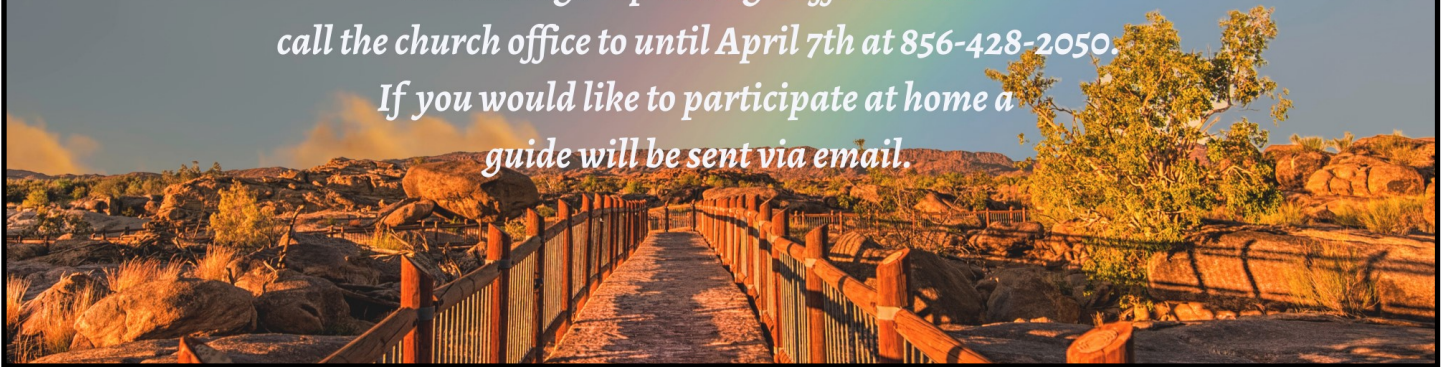 call the church office to until April 7th at 856-428-2050.
If you would like to participate at home a
guide will be sent via email.